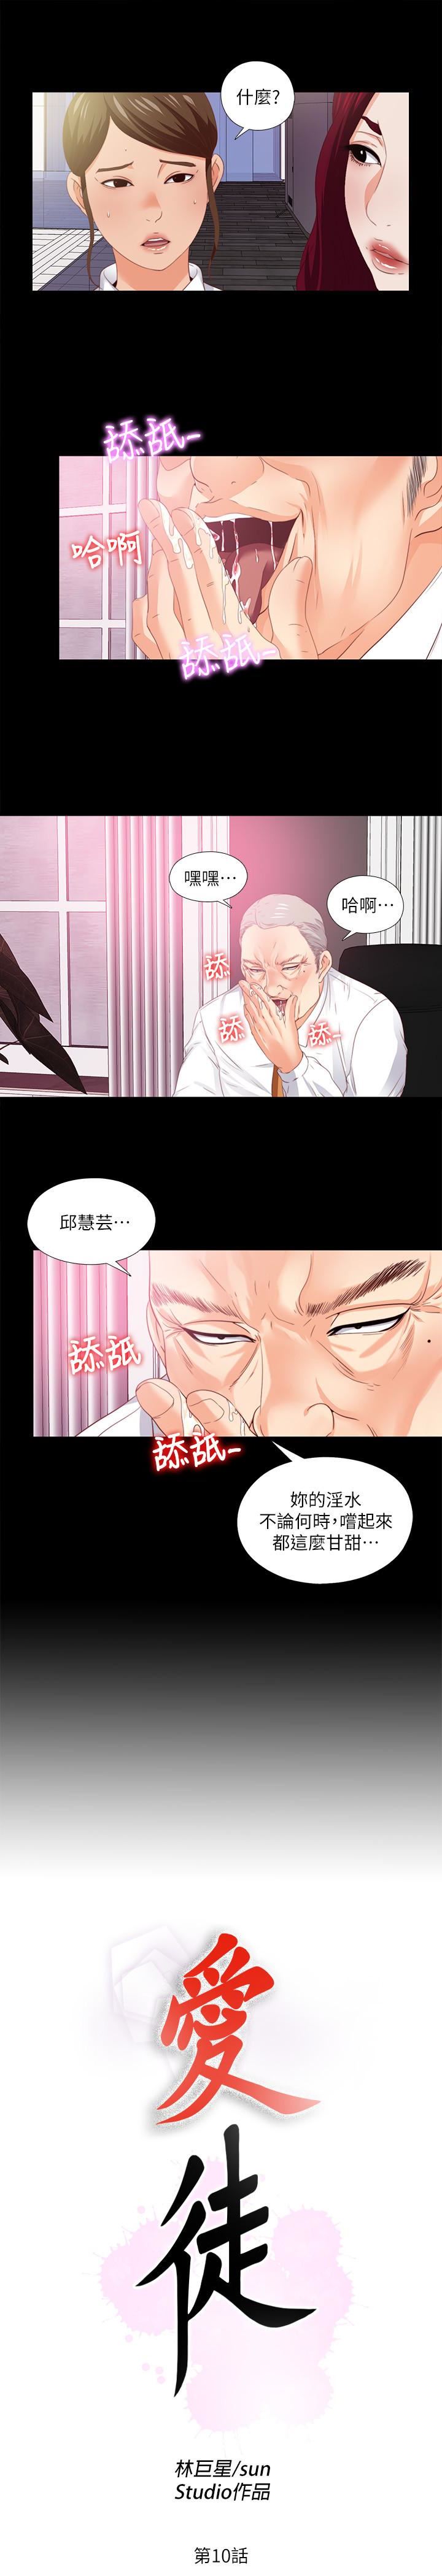 什麼?
舔舐~
哈啊
舔舐~
嘿嘿…
哈啊…
舔
舔
舔
邱慧芸…
舔舐
舔舐~
妳的淫水
不論何時,嚐起來
都這麼甘甜…
愛
徒
林巨星/sun
Studio作品
第10話